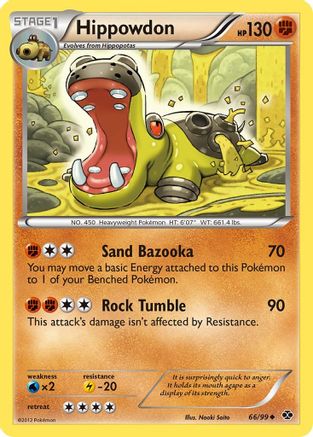 STAGE1
Hippowdon
HP130
Evolves from Hippopotas
NO. 450 Heavyweight Pokémon HT: 6'07" WT: 661.4 lbs.
Sand Bazooka 70
You may move a basic Energy attached to this Pokémon
to 1 of your Benched Pokémon.
Rock Tumble 90
This attack's damage isn't affected by Resistance.
weakness
×2
resistance
-20
retreat
It is surprisingly quick to anger.
It holds its mouth agape as a
display of its strength.
©2012 Pokémon
Illus. Naoki Saito
66/99